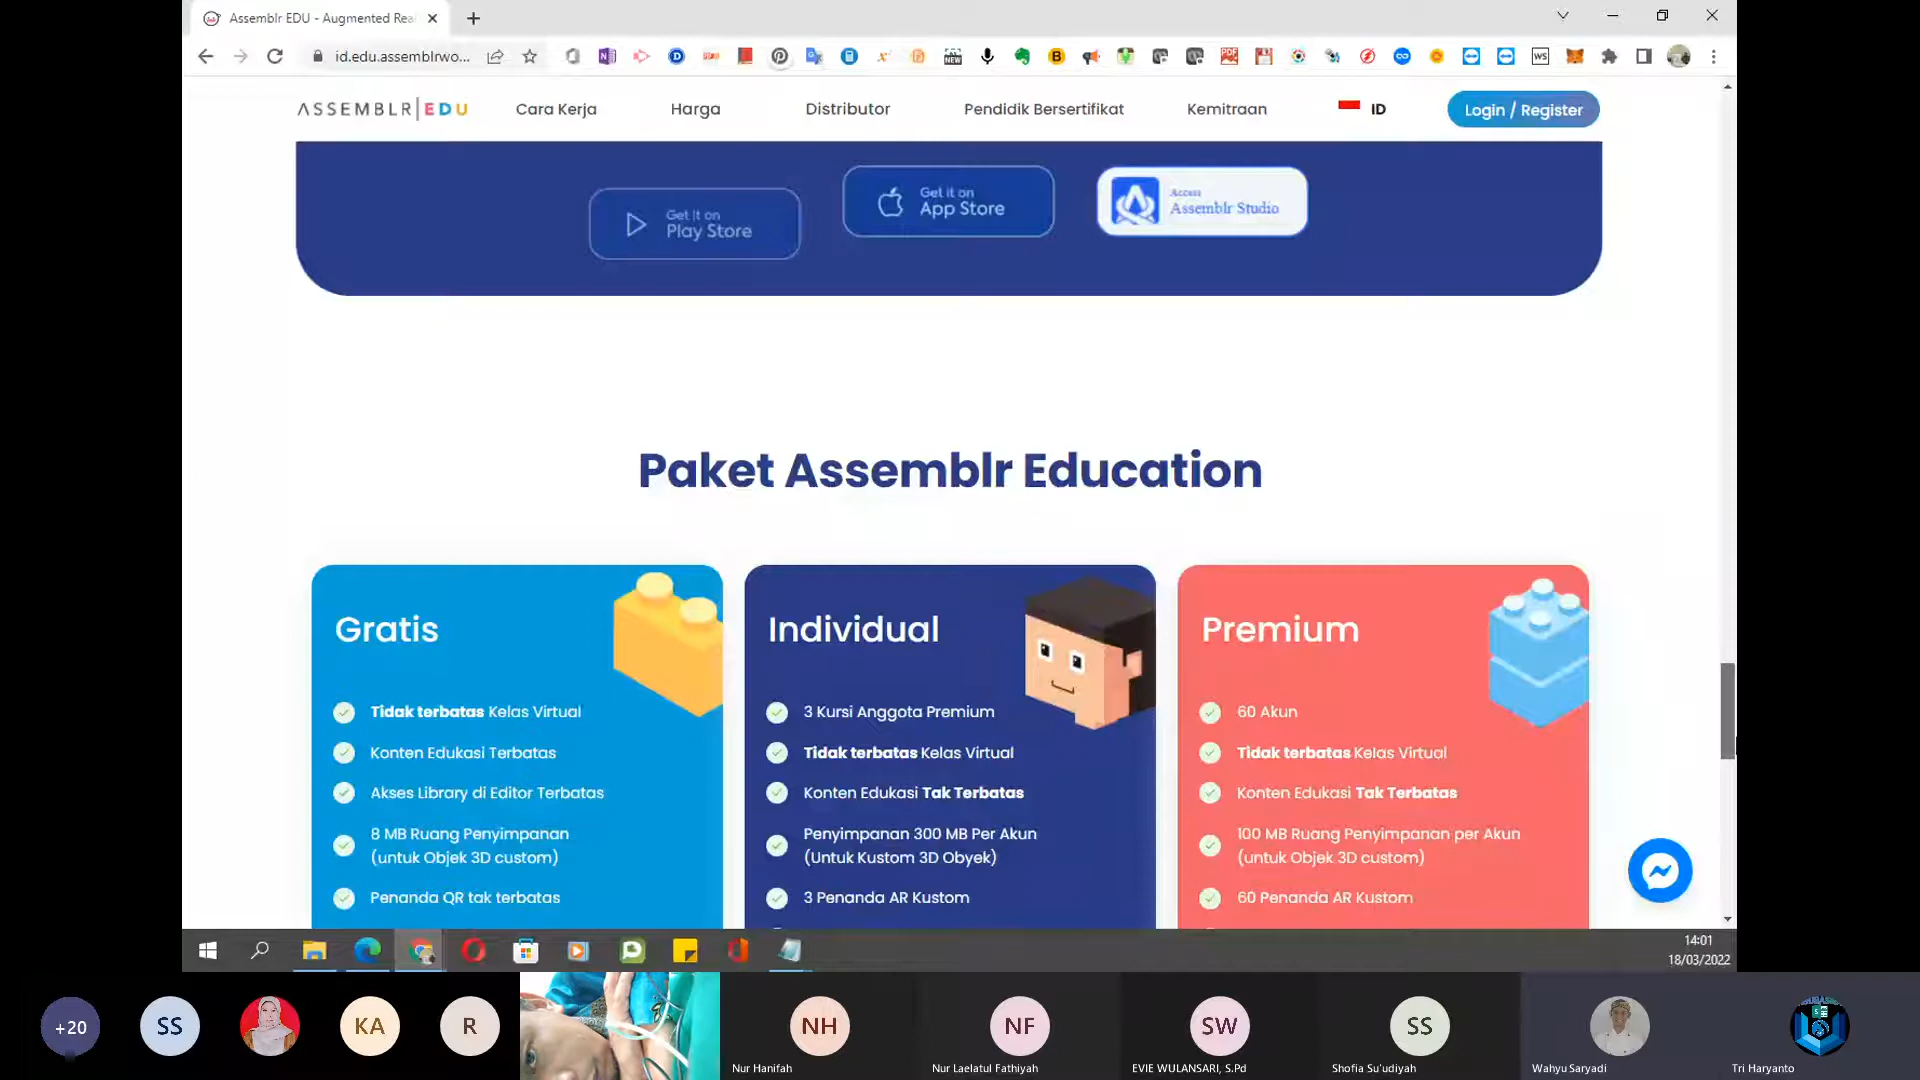 Assemblr EDU - Augmented Rea
id.edu.assemblrwo...
ASSEMBLR|EDU
Cara Kerja
Harga
Distributor
Pendidik Bersertifikat
Kemitraan
ID
Login / Register
Get it on
Play Store
Get it on
App Store
Access
Assemblr Studio
Paket Assemblr Education
Gratis
Tidak terbatas Kelas Virtual
Konten Edukasi Terbatas
Akses Library di Editor Terbatas
8 MB Ruang Penyimpanan
(untuk Objek 3D custom)
Penanda QR tak terbatas
Individual
3 Kursi Anggota Premium
Tidak terbatas Kelas Virtual
Konten Edukasi Tak Terbatas
Penyimpanan 300 MB Per Akun
(Untuk Kustom 3D Obyek)
3 Penanda AR Kustom
Premium
60 Akun
Tidak terbatas Kelas Virtual
Konten Edukasi Tak Terbatas
100 MB Ruang Penyimpanan per Akun
(untuk Objek 3D custom)
60 Penanda AR Kustom
14:01
18/03/2022
+20
SS
KA
R
NH
Nur Hanifah
NF
Nur Laelatul Fathiyah
SW
EVIE WULANSARI, S.Pd
SS
Shofia Su'udiyah
Wahyu Saryadi
Tri Haryanto